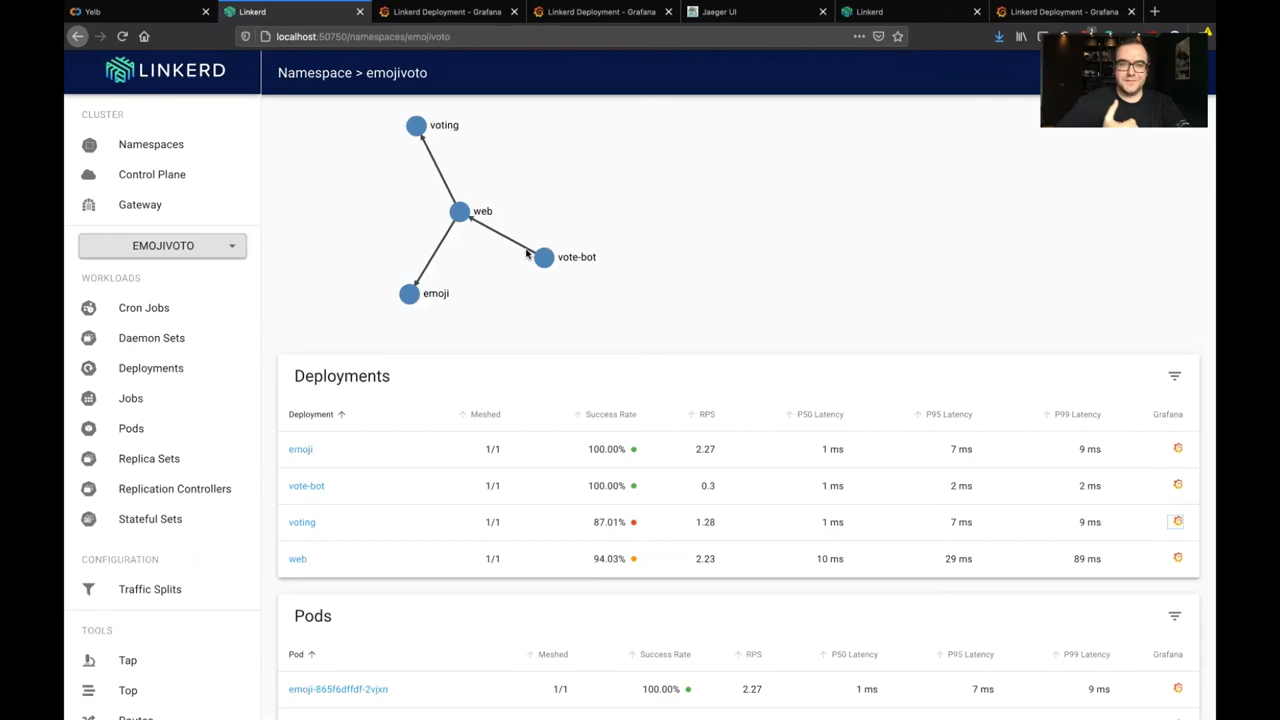 Yelb
Linkerd
Linkerd Deployment - Grafana
Linkerd Deployment - Grafana
Jaeger UI
Linkerd
Linkerd Deployment - Grafana
localhost:50750/namespaces/emojivoto
LINKERD
Namespace > emojivoto
CLUSTER
Namespaces
Control Plane
Gateway
EMOJIVOTO
WORKLOADS
Cron Jobs
Daemon Sets
Deployments
Jobs
Pods
Replica Sets
Replication Controllers
Stateful Sets
CONFIGURATION
Traffic Splits
TOOLS
Tap
Top
Routes
voting
web
vote-bot
emoji
Deployments
Deployment Meshed Success Rate RPS P50 Latency P95 Latency P99 Latency Grafana
emoji 1/1 100.00% 2.27 1 ms 7 ms 9 ms
vote-bot 1/1 100.00% 0.3 1 ms 2 ms 2 ms
voting 1/1 87.01% 1.28 1 ms 7 ms 9 ms
web 1/1 94.03% 2.23 10 ms 29 ms 89 ms
Pods
Pod Meshed Success Rate RPS P50 Latency P95 Latency P99 Latency Grafana
emoji-865f6dffdf-2vjxn 1/1 100.00% 2.27 1 ms 7 ms 9 ms